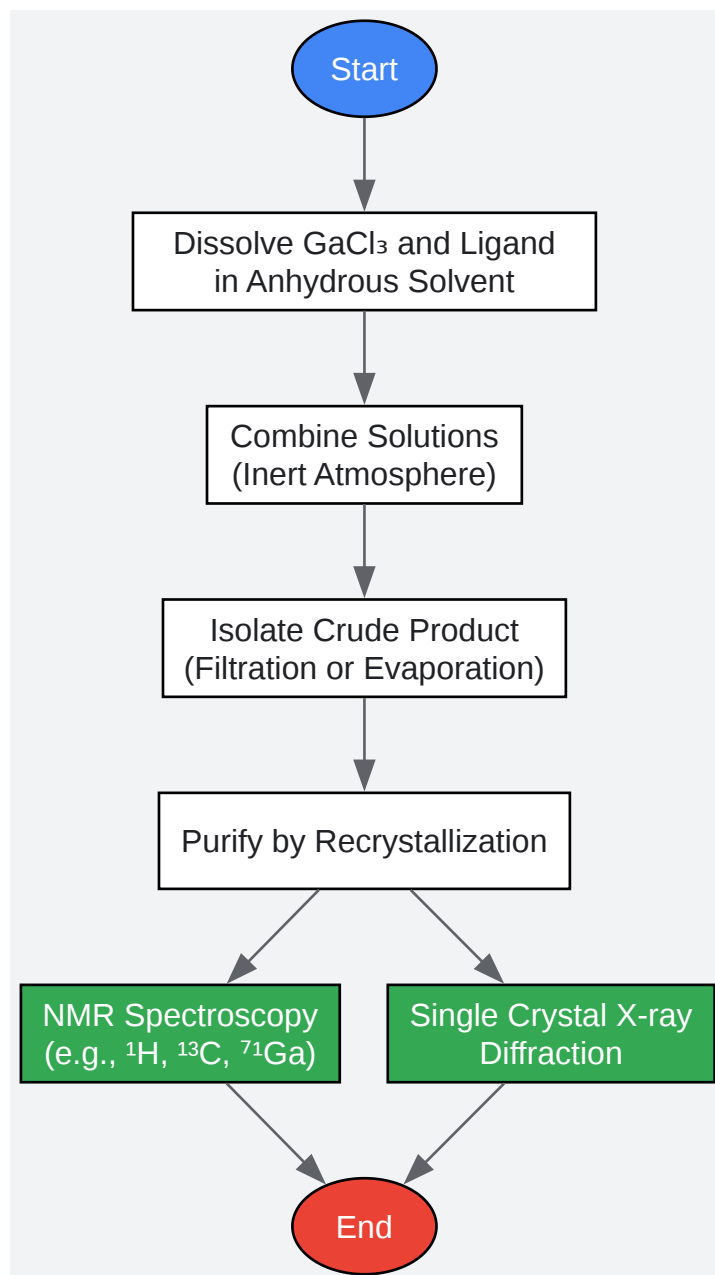 Start
Dissolve GaCl₃ and Ligand
in Anhydrous Solvent
Combine Solutions
(Inert Atmosphere)
Isolate Crude Product
(Filtration or Evaporation)
Purify by Recrystallization
NMR Spectroscopy
(e.g., ¹H, ¹³C, ⁷¹Ga)
Single Crystal X-ray
Diffraction
End